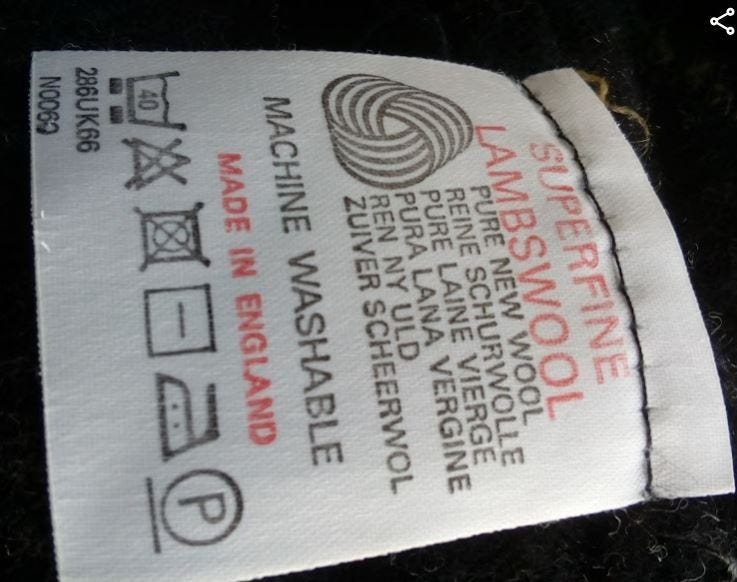 SUPERFINE
LAMBSWOOL
PURE NEW WOOL
REINE SCHURWOLLE
PURE LAINE VIERGE
PURA LANA VERGINE
REN NY ULD
ZUIVER SCHEERWOL
MACHINE WASHABLE
MADE IN ENGLAND
40
P
286UK66
N0060